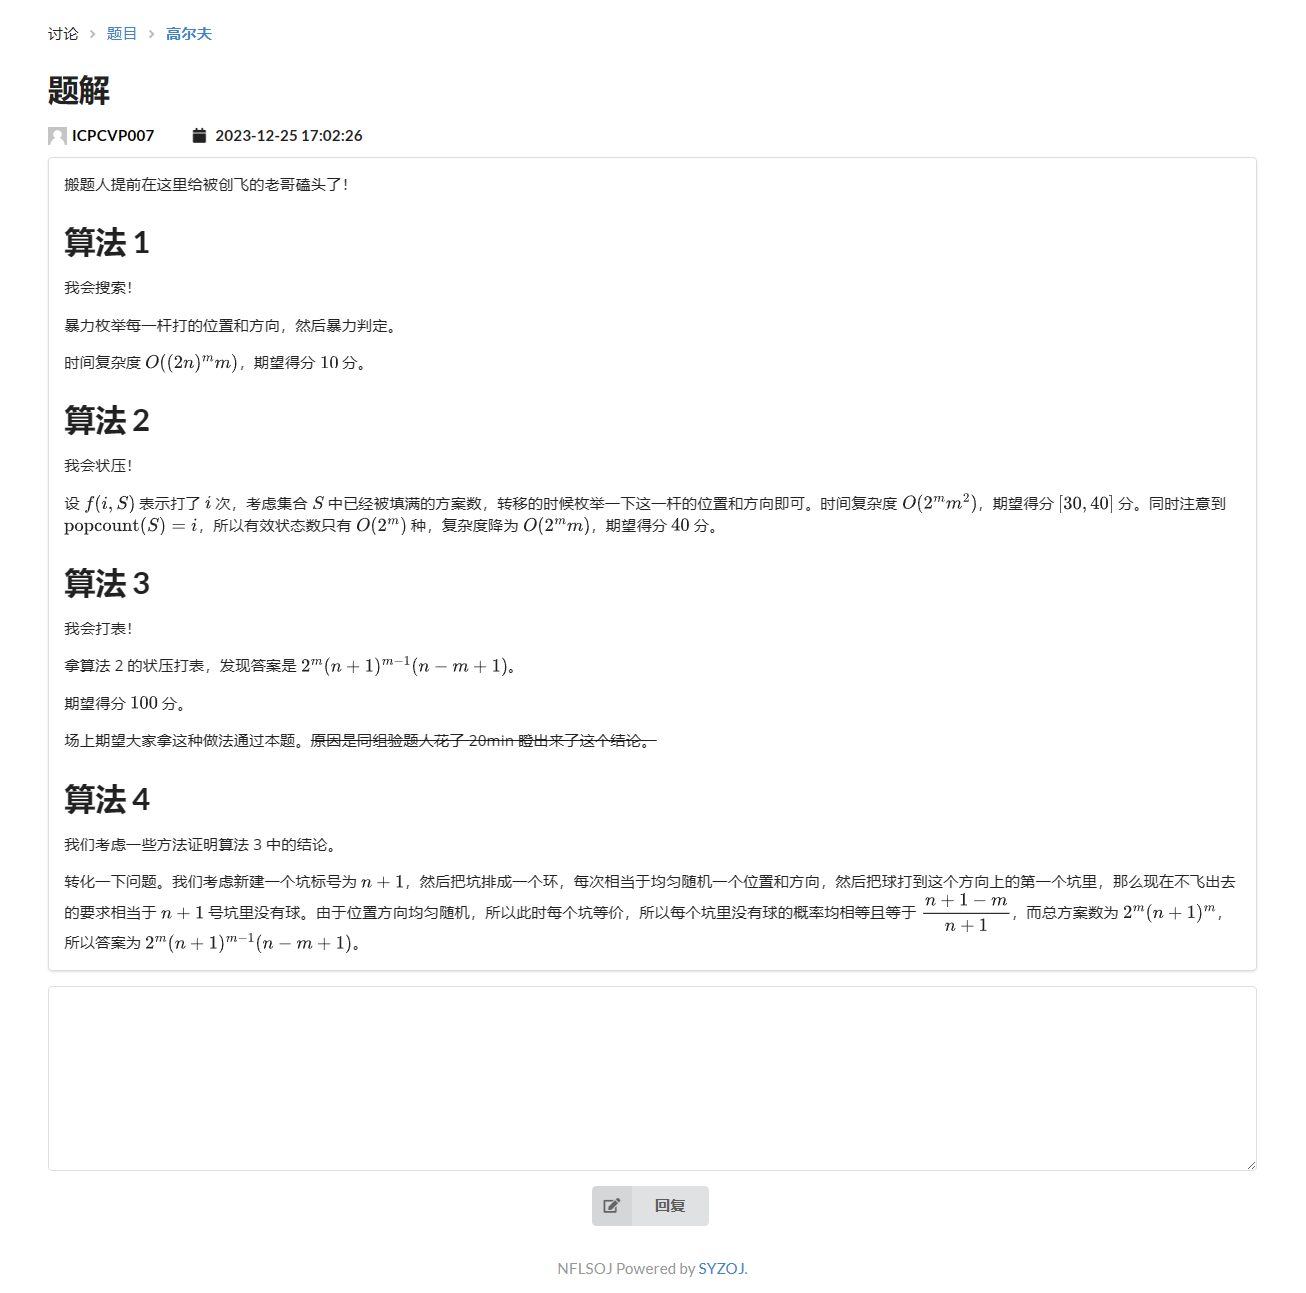 讨论 > 题目 > 高尔夫
题解
ICPCVP007 2023-12-25 17:02:26
搬题人提前在这里给被创飞的老哥磕头了！
算法 1
我会搜索！
暴力枚举每一杆打的位置和方向，然后暴力判定。
时间复杂度 $O((2n)^m m)$，期望得分 10 分。
算法 2
我会状压！
设 $f(i, S)$ 表示打了 $i$ 次，考虑集合 $S$ 中已经被填满的方案数，转移的时候枚举一下这一杆的位置和方向即可。时间复杂度 $O(2^m m^2)$，期望得分 $[30, 40]$ 分。同时注意到
$\text{popcount}(S) = i$，所以有效状态数只有 $O(2^m)$ 种，复杂度降为 $O(2^m m)$，期望得分 40 分。
算法 3
我会打表！
拿算法 2 的状压打表，发现答案是 $2^m(n+1)^{m-1}(n-m+1)$。
期望得分 100 分。
场上期望大家拿这种做法通过本题。原因是同组验题人花了 20min 瞪出来了这个结论。
算法 4
我们考虑一些方法证明算法 3 中的结论。
转化一下问题。我们考虑新建一个坑标号为 $n+1$，然后把坑排成一个环，每次相当于均匀随机一个位置和方向，然后把球打到这个方向上的第一个坑里，那么现在不飞出去
的要求相当于 $n+1$ 号坑里没有球。由于位置方向均匀随机，所以此时每个坑等价，所以每个坑里没有球的概率均相等且等于 $\dfrac{n+1-m}{n+1}$，而总方案数为 $2^m(n+1)^m$，
所以答案为 $2^m(n+1)^{m-1}(n-m+1)$。
回复
NFLSOJ Powered by SYZOJ.